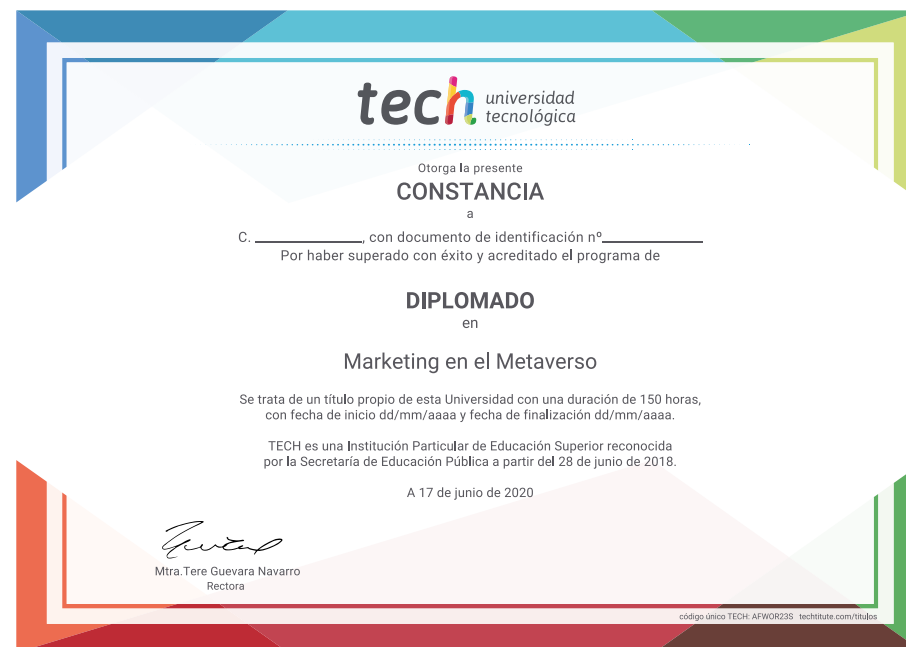 tech universidad
tecnológica
Otorga la presente
CONSTANCIA
a
C. ____________, con documento de identificación nº____________
Por haber superado con éxito y acreditado el programa de
DIPLOMADO
en
Marketing en el Metaverso
Se trata de un título propio de esta Universidad con una duración de 150 horas,
con fecha de inicio dd/mm/aaaa y fecha de finalización dd/mm/aaaa.
TECH es una Institución Particular de Educación Superior reconocida
por la Secretaría de Educación Pública a partir del 28 de junio de 2018.
A 17 de junio de 2020
Mtra.Tere Guevara Navarro
Rectora
código único TECH: AFWOR23S techtitute.com/titulos